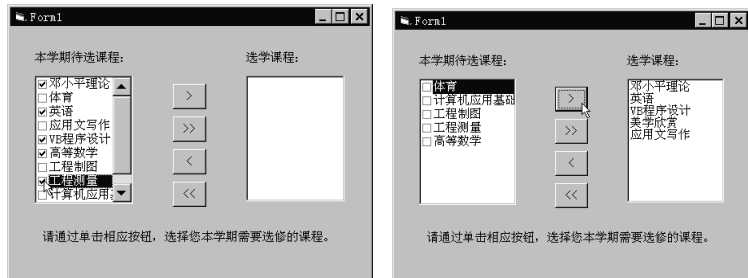 Form1
本学期待选课程:
选学课程:
邓小平理论
体育
英语
应用文写作
VB程序设计
高等数学
工程制图
工程测量
计算机应用
>
>>
<
<<
请通过单击相应按钮，选择您本学期需要选修的课程。
Form1
本学期待选课程:
选学课程:
体育
计算机应用基础
工程制图
工程测量
高等数学
>
>>
<
<<
邓小平理论
英语
VB程序设计
美学欣赏
应用文写作
请通过单击相应按钮，选择您本学期需要选修的课程。